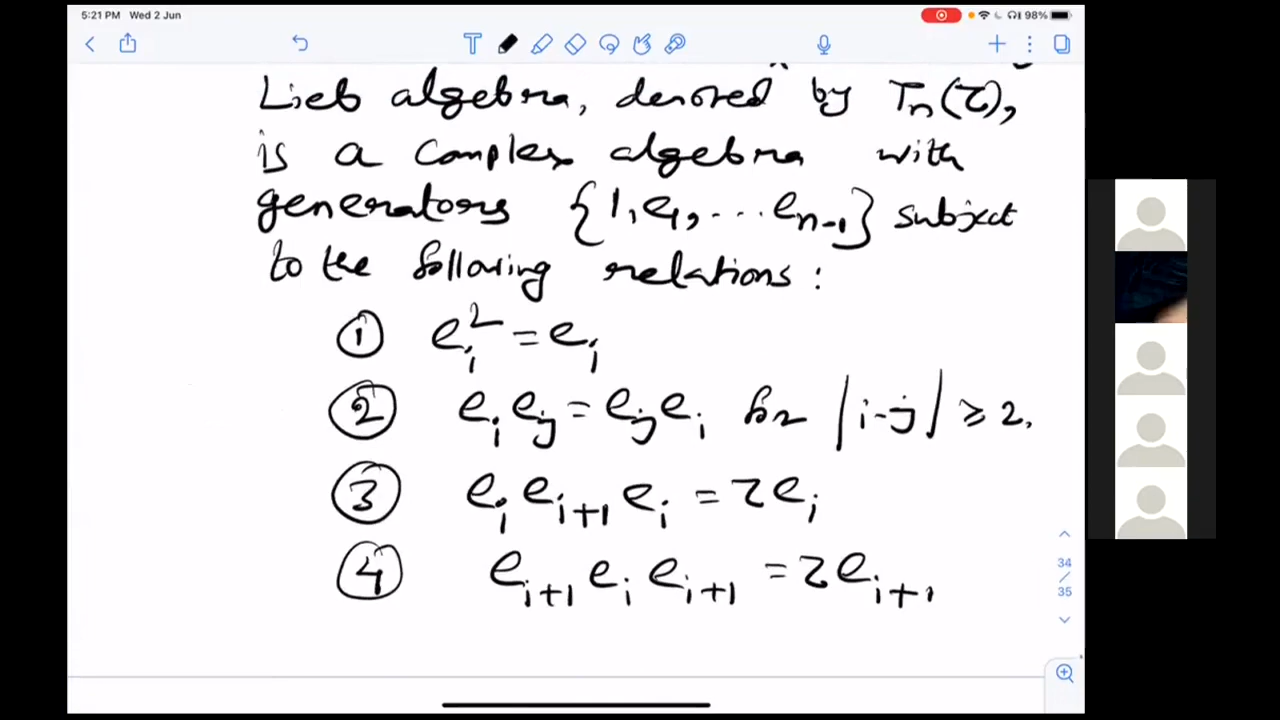 5:21 PM Wed 2 Jun
98%
Lieb algebra, denoted by Tn(τ),
is a complex algebra with
generators {1, e1, ... en-1} subject
to the following relations :
① ei² = ei
② ei ej = ej ei for |i-j| ≥ 2.
③ ei ei+1 ei = τ ei
④ ei+1 ei ei+1 = τ ei+1
34
/
35